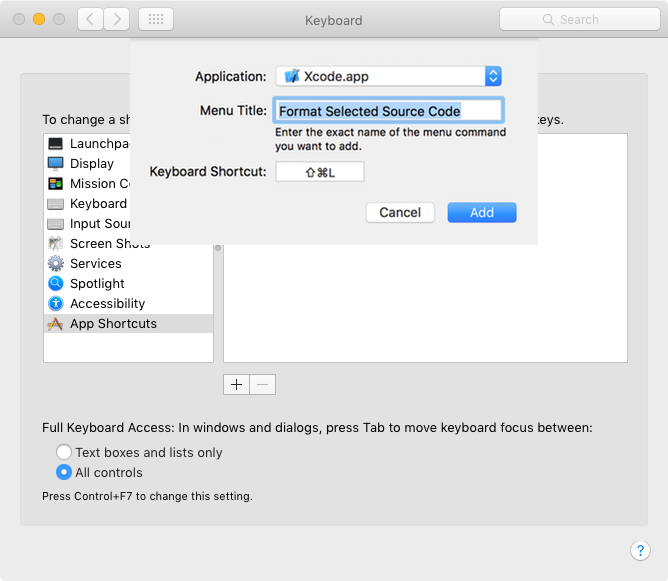 Keyboard
Search
Application: Xcode.app
Menu Title: Format Selected Source Code
Enter the exact name of the menu command
you want to add.
Keyboard Shortcut: ⇧⌘L
Cancel Add
To change a sh
keys.
Launchpa
Display
Mission C
Keyboard
Input Sour
Screen Shots
Services
Spotlight
Accessibility
App Shortcuts
+ −
Full Keyboard Access: In windows and dialogs, press Tab to move keyboard focus between:
Text boxes and lists only
All controls
Press Control+F7 to change this setting.
?